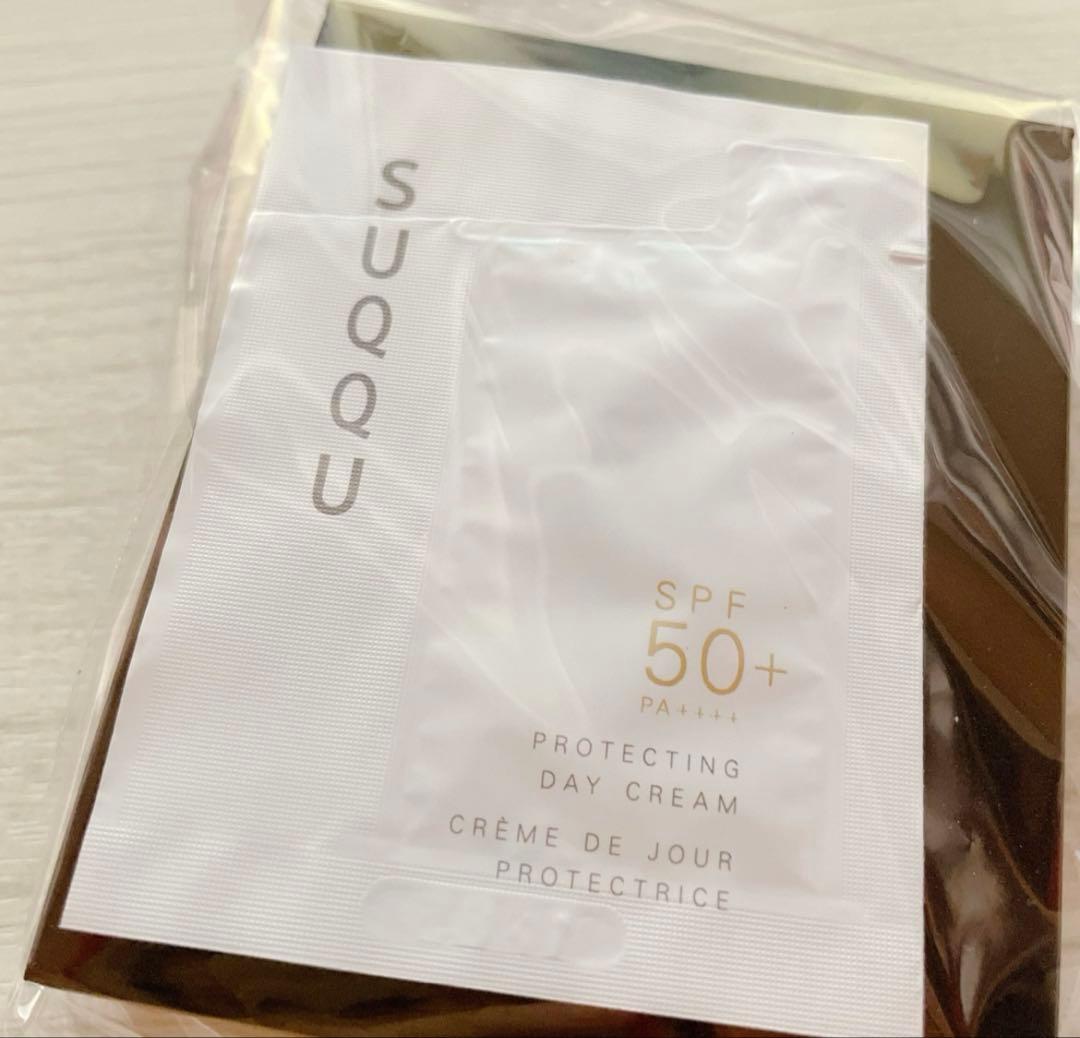 SUQQU
SPF
50+
PA++++
PROTECTING
DAY CREAM
CRÈME DE JOUR
PROTECTRICE